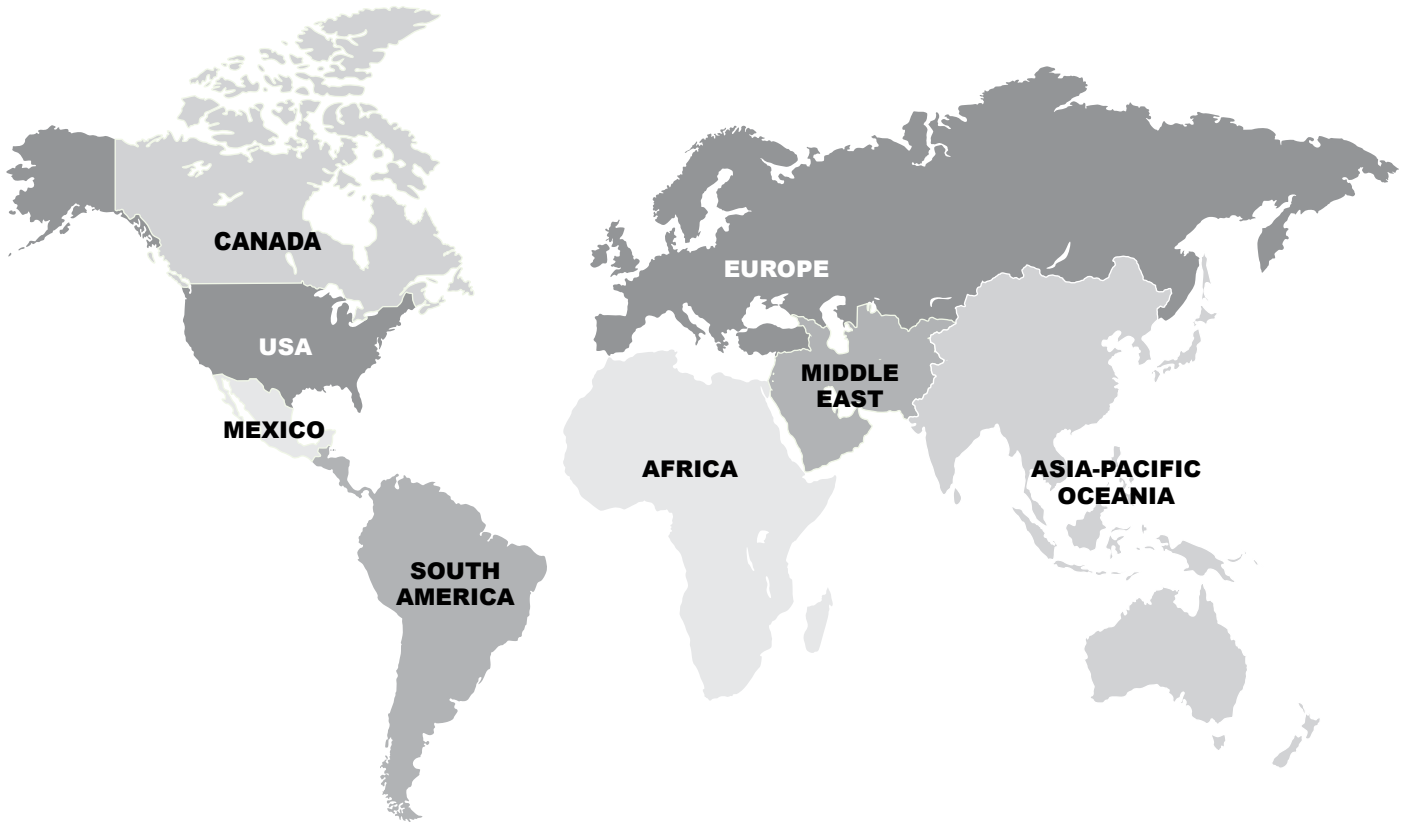 CANADA
EUROPE
USA
MIDDLE
EAST
MEXICO
AFRICA
ASIA-PACIFIC
OCEANIA
SOUTH
AMERICA